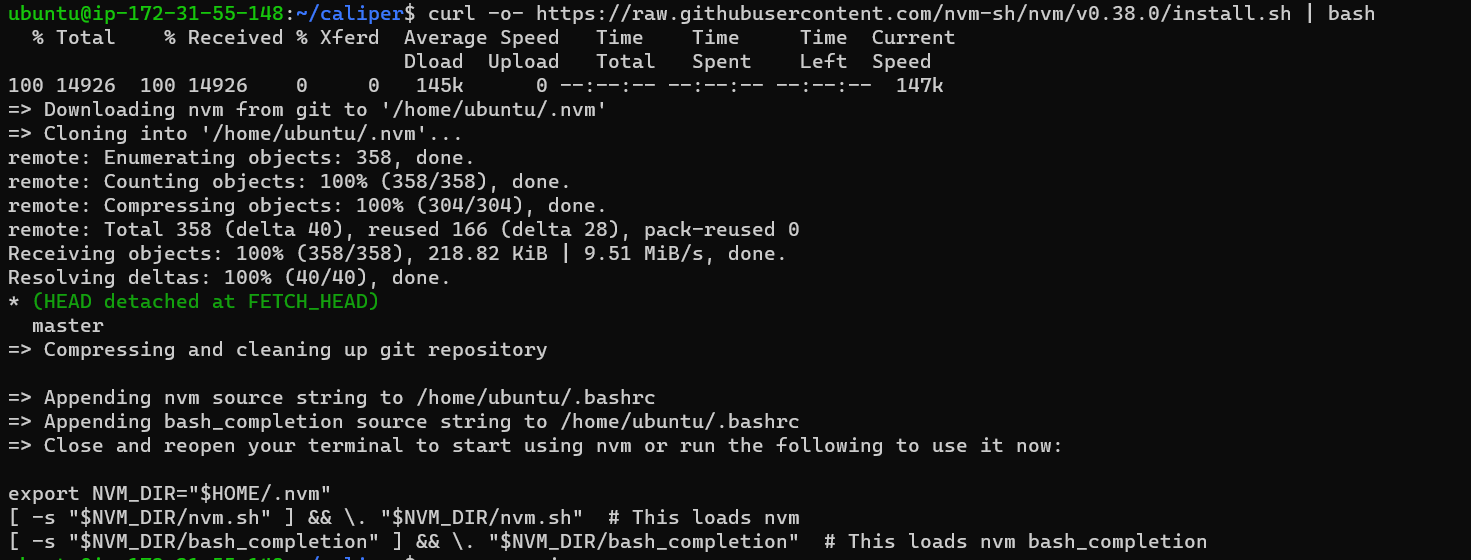 ubuntu@ip-172-31-55-148:~/caliper$ curl -o- https://raw.githubusercontent.com/nvm-sh/nvm/v0.38.0/install.sh | bash
  % Total    % Received % Xferd  Average Speed   Time    Time     Time  Current
                                 Dload  Upload   Total   Spent    Left  Speed
100 14926  100 14926    0     0   145k      0 --:--:-- --:--:-- --:--:--  147k
=> Downloading nvm from git to '/home/ubuntu/.nvm'
=> Cloning into '/home/ubuntu/.nvm'...
remote: Enumerating objects: 358, done.
remote: Counting objects: 100% (358/358), done.
remote: Compressing objects: 100% (304/304), done.
remote: Total 358 (delta 40), reused 166 (delta 28), pack-reused 0
Receiving objects: 100% (358/358), 218.82 KiB | 9.51 MiB/s, done.
Resolving deltas: 100% (40/40), done.
* (HEAD detached at FETCH_HEAD)
  master
=> Compressing and cleaning up git repository

=> Appending nvm source string to /home/ubuntu/.bashrc
=> Appending bash_completion source string to /home/ubuntu/.bashrc
=> Close and reopen your terminal to start using nvm or run the following to use it now:

export NVM_DIR="$HOME/.nvm"
[ -s "$NVM_DIR/nvm.sh" ] && \. "$NVM_DIR/nvm.sh"  # This loads nvm
[ -s "$NVM_DIR/bash_completion" ] && \. "$NVM_DIR/bash_completion"  # This loads nvm bash_completion
ubuntu@ip-172-31-55-148:~/caliper$